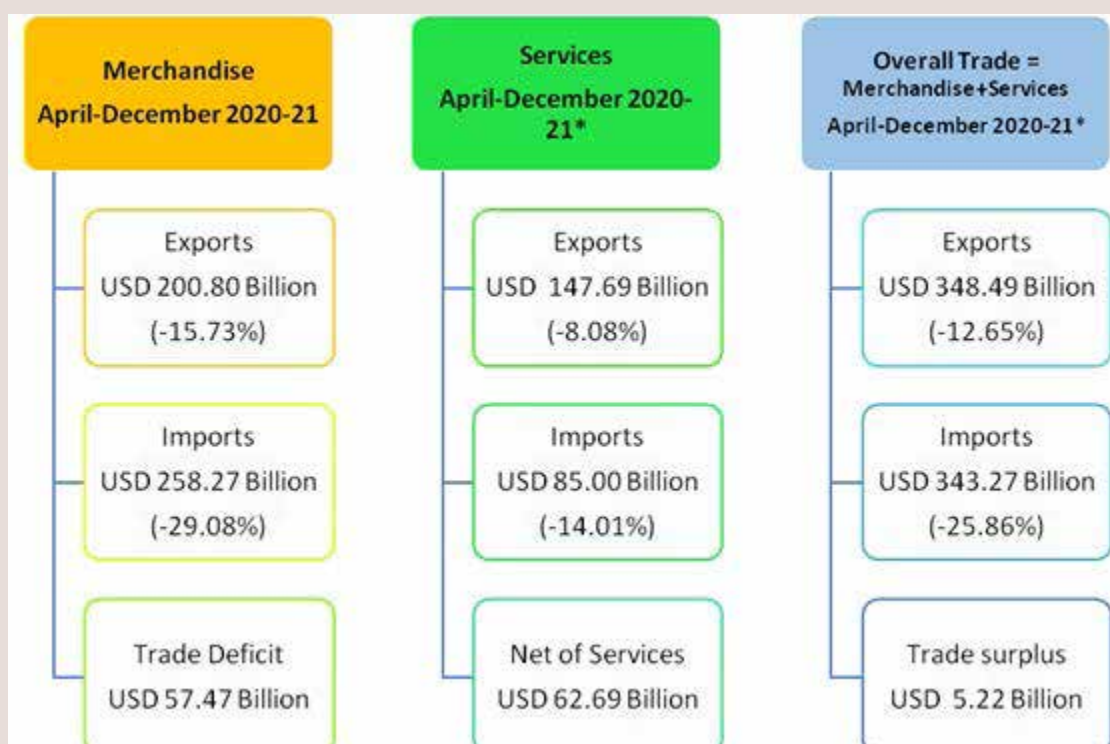 Merchandise
April-December 2020-21
Exports
USD 200.80 Billion
(-15.73%)
Imports
USD 258.27 Billion
(-29.08%)
Trade Deficit
USD 57.47 Billion
Services
April-December 2020-
21*
Exports
USD 147.69 Billion
(-8.08%)
Imports
USD 85.00 Billion
(-14.01%)
Net of Services
USD 62.69 Billion
Overall Trade =
Merchandise+Services
April-December 2020-21*
Exports
USD 348.49 Billion
(-12.65%)
Imports
USD 343.27 Billion
(-25.86%)
Trade surplus
USD 5.22 Billion